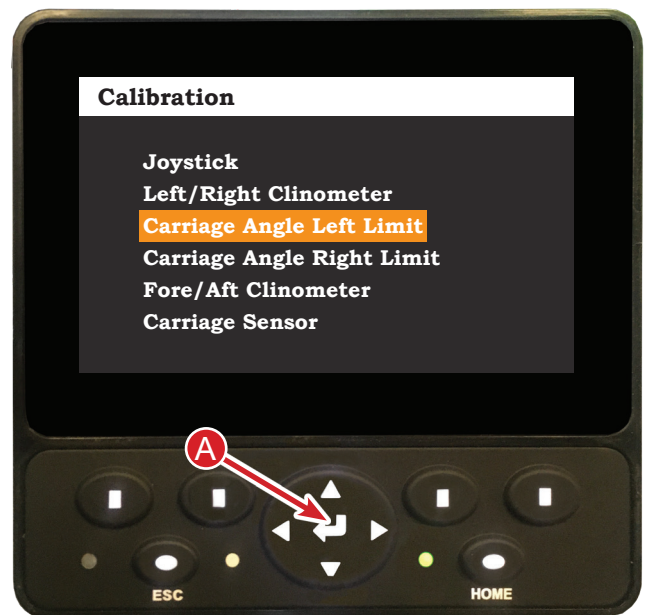 Calibration
Joystick
Left/Right Clinometer
Carriage Angle Left Limit
Carriage Angle Right Limit
Fore/Aft Clinometer
Carriage Sensor
A
ESC
HOME